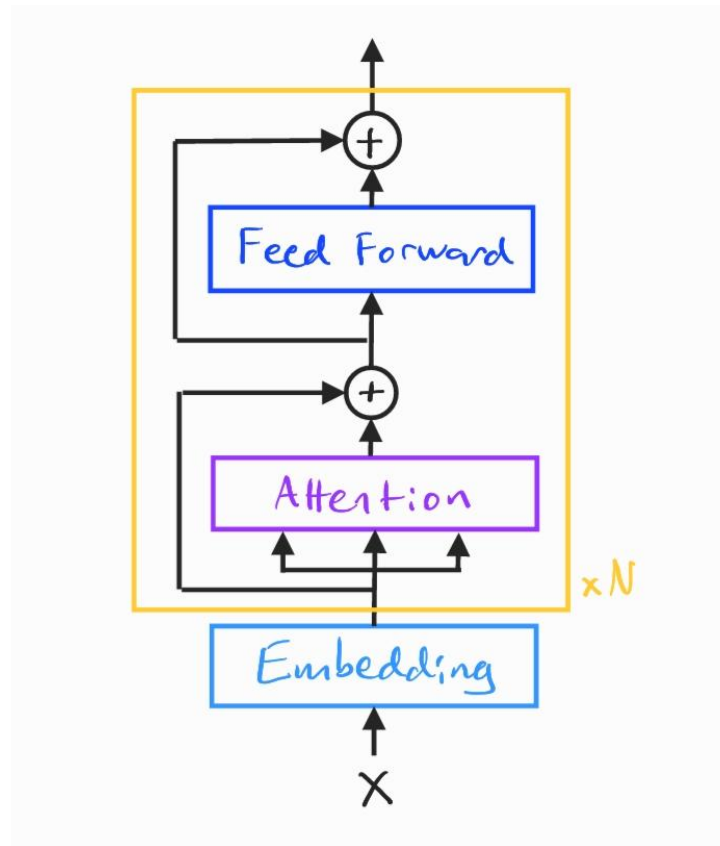 +
Feed Forward
+
Attention
xN
Embedding
X